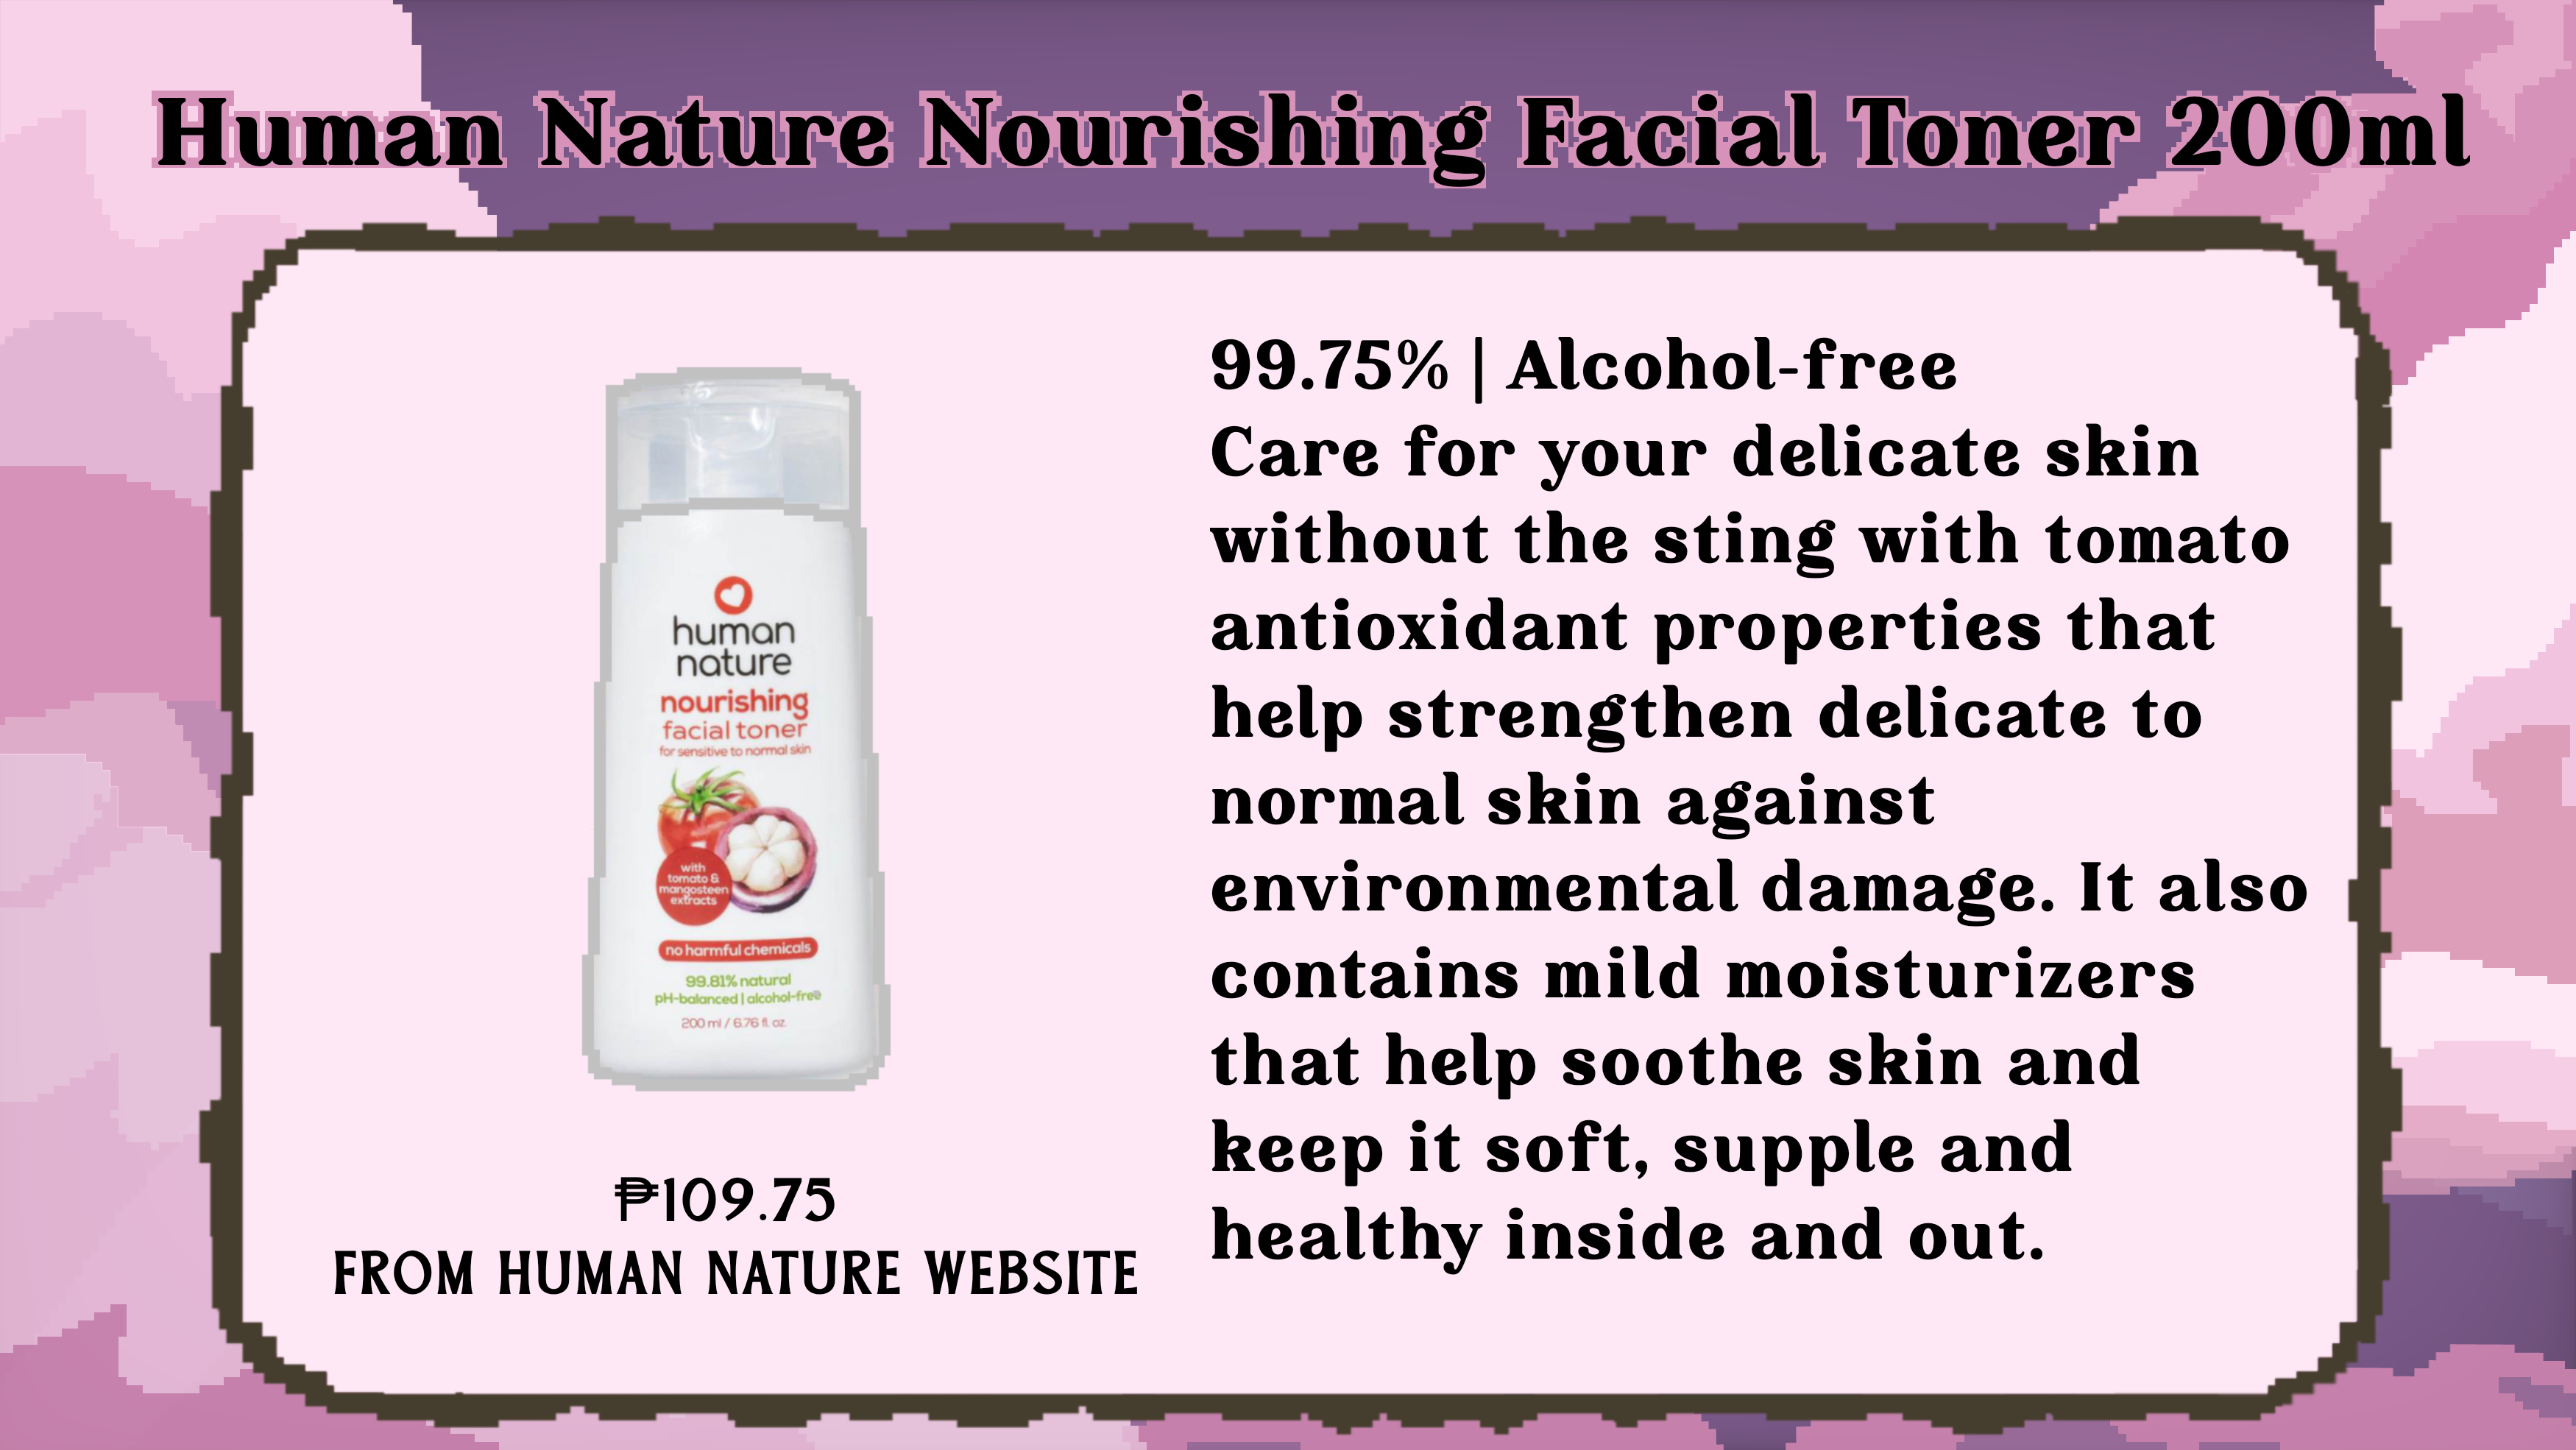 Human Nature Nourishing Facial Toner 200ml
human
nature
nourishing
facial toner
for sensitive to normal skin
with
tomato &
mangosteen
extracts
no harmful chemicals
99.81% natural
pH-balanced | alcohol-free
200 ml / 6.76 fl. oz.
₱109.75
FROM HUMAN NATURE WEBSITE
99.75% | Alcohol-free
Care for your delicate skin
without the sting with tomato
antioxidant properties that
help strengthen delicate to
normal skin against
environmental damage. It also
contains mild moisturizers
that help soothe skin and
keep it soft, supple and
healthy inside and out.